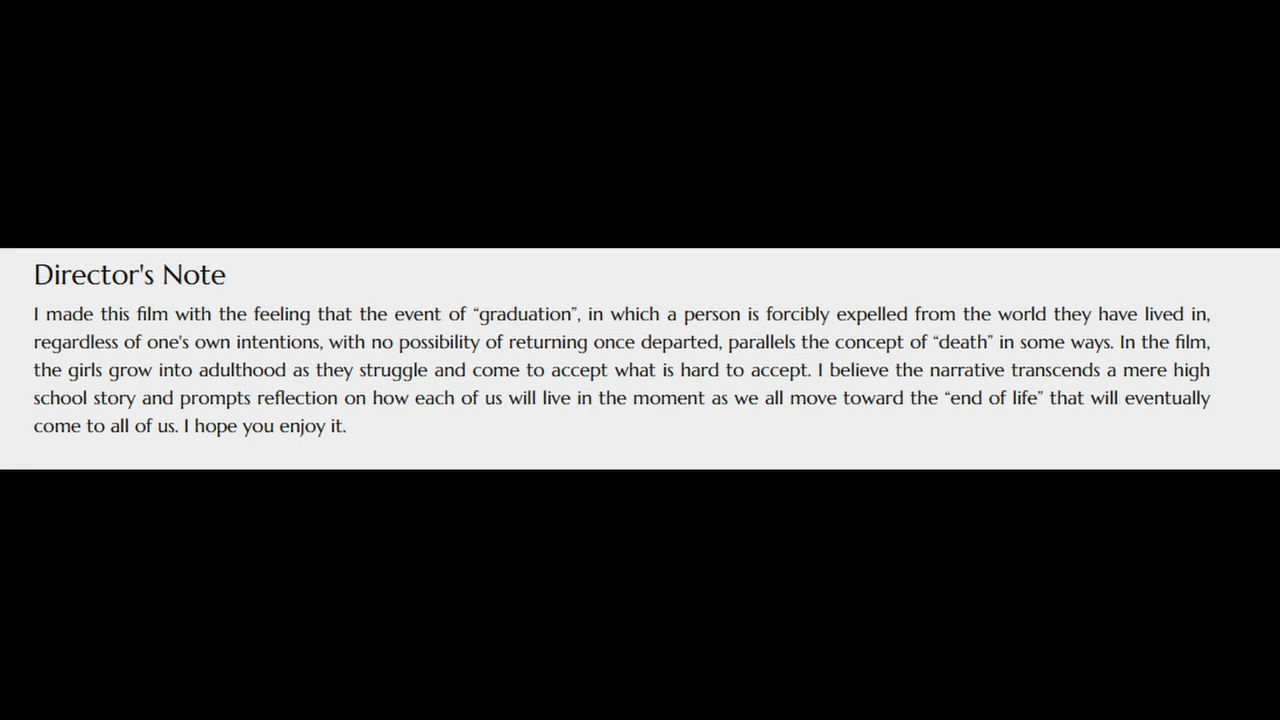 Director's Note
I made this film with the feeling that the event of “graduation”, in which a person is forcibly expelled from the world they have lived in,
regardless of one's own intentions, with no possibility of returning once departed, parallels the concept of “death” in some ways. In the film,
the girls grow into adulthood as they struggle and come to accept what is hard to accept. I believe the narrative transcends a mere high
school story and prompts reflection on how each of us will live in the moment as we all move toward the “end of life” that will eventually
come to all of us. I hope you enjoy it.